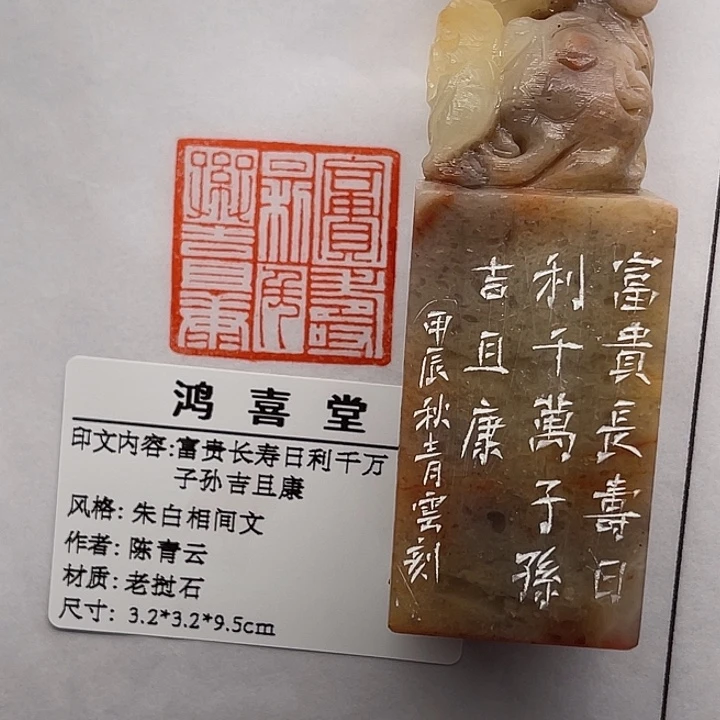 鸿喜堂
印文内容:富贵长寿日利千万
子孙吉且康
风格: 朱白相间文
作者: 陈青云
材质: 老挝石
尺寸: 3.2*3.2*9.5cm
富貴長壽日
利千萬子孫
吉且康
甲辰秋青雲刻